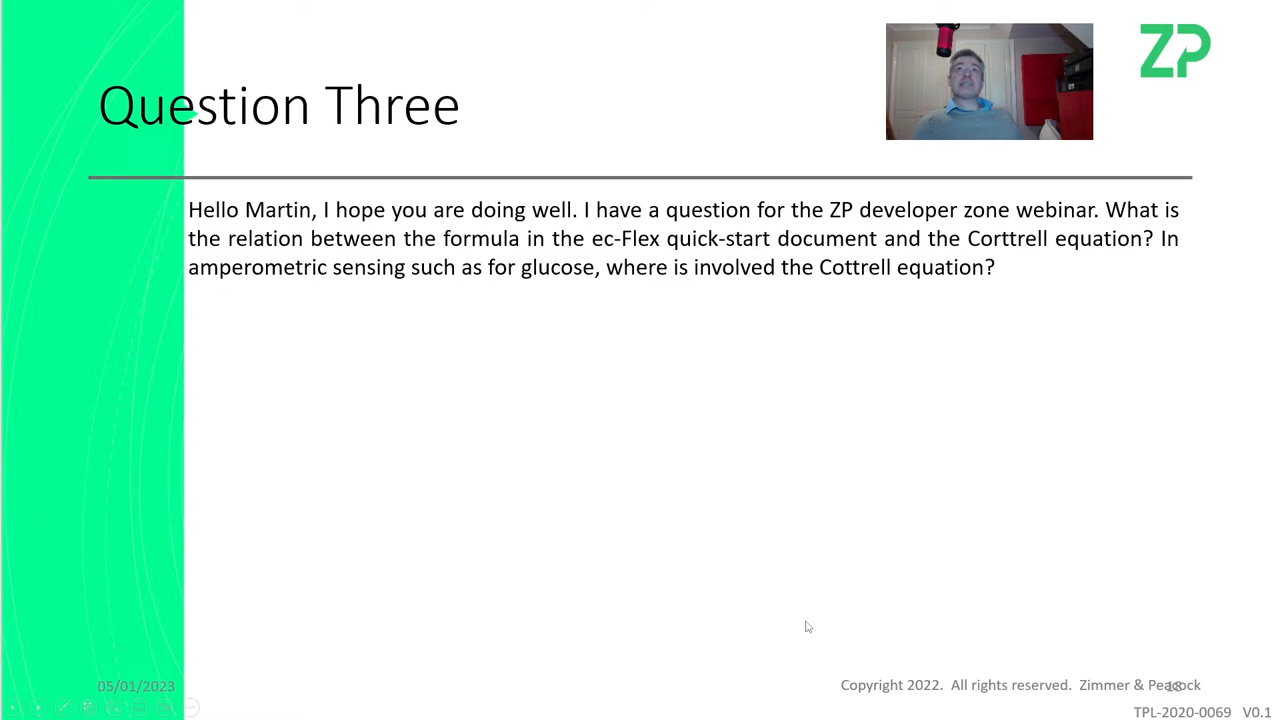 ZP
Question Three
Hello Martin, I hope you are doing well. I have a question for the ZP developer zone webinar. What is
the relation between the formula in the ec-Flex quick-start document and the Corttrell equation? In
amperometric sensing such as for glucose, where is involved the Cottrell equation?
05/01/2023
Copyright 2022. All rights reserved. Zimmer & Peacock
18
TPL-2020-0069 V0.1